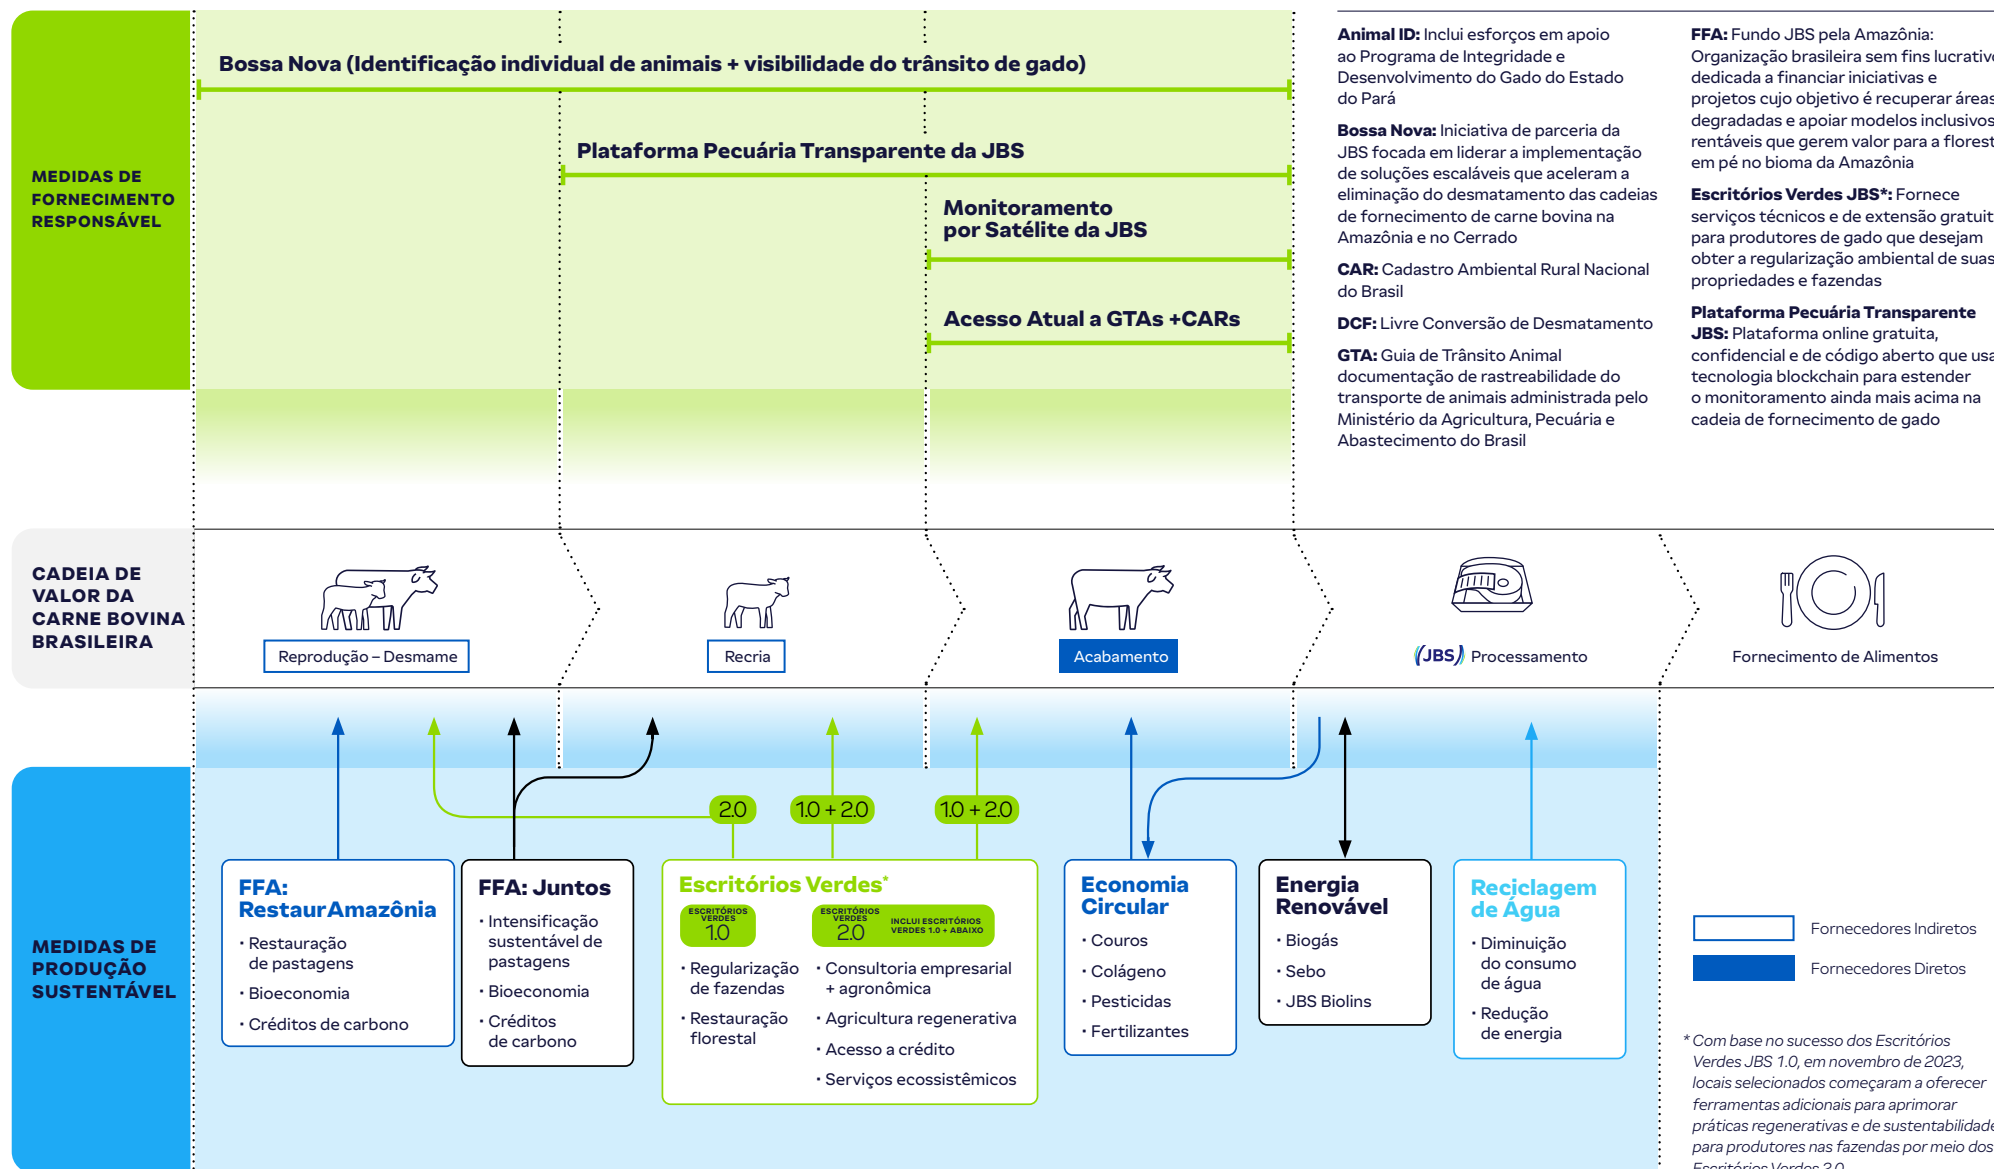 MEDIDAS DE
FORNECIMENTO
RESPONSÁVEL
Bossa Nova (Identificação individual de animais + visibilidade do trânsito de gado)
Plataforma Pecuária Transparente da JBS
Monitoramento
por Satélite da JBS
Acesso Atual a GTAs +CARs
Animal ID: Inclui esforços em apoio
ao Programa de Integridade e
Desenvolvimento do Gado do Estado
do Pará
Bossa Nova: Iniciativa de parceria da
JBS focada em liderar a implementação
de soluções escaláveis que aceleram a
eliminação do desmatamento das cadeias
de fornecimento de carne bovina na
Amazônia e no Cerrado
CAR: Cadastro Ambiental Rural Nacional
do Brasil
DCF: Livre Conversão de Desmatamento
GTA: Guia de Trânsito Animal
documentação de rastreabilidade do
transporte de animais administrada pelo
Ministério da Agricultura, Pecuária e
Abastecimento do Brasil
FFA: Fundo JBS pela Amazônia:
Organização brasileira sem fins
dedicada a financiar iniciativas e
projetos cujo objetivo é recuperar áreas
degradadas e apoiar modelos inclusivos
rentáveis que gerem valor para a
em pé no bioma da Amazônia
Escritórios Verdes JBS*: Fornece
serviços técnicos e de extensão
para produtores de gado que desejam
obter a regularização ambiental de suas
propriedades e fazendas
Plataforma Pecuária Transparente
JBS: Plataforma online gratuita,
confidencial e de código aberto que usa
tecnologia blockchain para estender
o monitoramento ainda mais acima na
cadeia de fornecimento de gado
CADEIA DE
VALOR DA
CARNE BOVINA
BRASILEIRA
Reprodução – Desmame
Recria
Acabamento
(JBS) Processamento
Fornecimento de Alimentos
MEDIDAS DE
PRODUÇÃO
SUSTENTÁVEL
2.0
1.0 + 2.0
1.0 + 2.0
FFA:
RestaurAmazônia
· Restauração
de pastagens
· Bioeconomia
· Créditos de carbono
FFA: Juntos
· Intensificação
sustentável de
pastagens
· Bioeconomia
· Créditos
de carbono
Escritórios Verdes*
ESCRITÓRIOS
VERDES
1.0
· Regularização
de fazendas
· Restauração
florestal
ESCRITÓRIOS
VERDES
2.0
INCLUI ESCRITÓRIOS
VERDES 1.0 + ABAIXO
· Consultoria empresarial
+ agronômica
· Agricultura regenerativa
· Acesso a crédito
· Serviços ecossistêmicos
Economia
Circular
· Couros
· Colágeno
· Pesticidas
· Fertilizantes
Energia
Renovável
· Biogás
· Sebo
· JBS Biolins
Reciclagem
de Água
· Diminuição
do consumo
de água
· Redução
de energia
Fornecedores Indiretos
Fornecedores Diretos
* Com base no sucesso dos Escritórios
Verdes JBS 1.0, em novembro de 2023,
locais selecionados começaram a oferecer
ferramentas adicionais para aprimorar
práticas regenerativas e de sustentabilidade
para produtores nas fazendas por meio dos
Escritórios Verdes 2.0